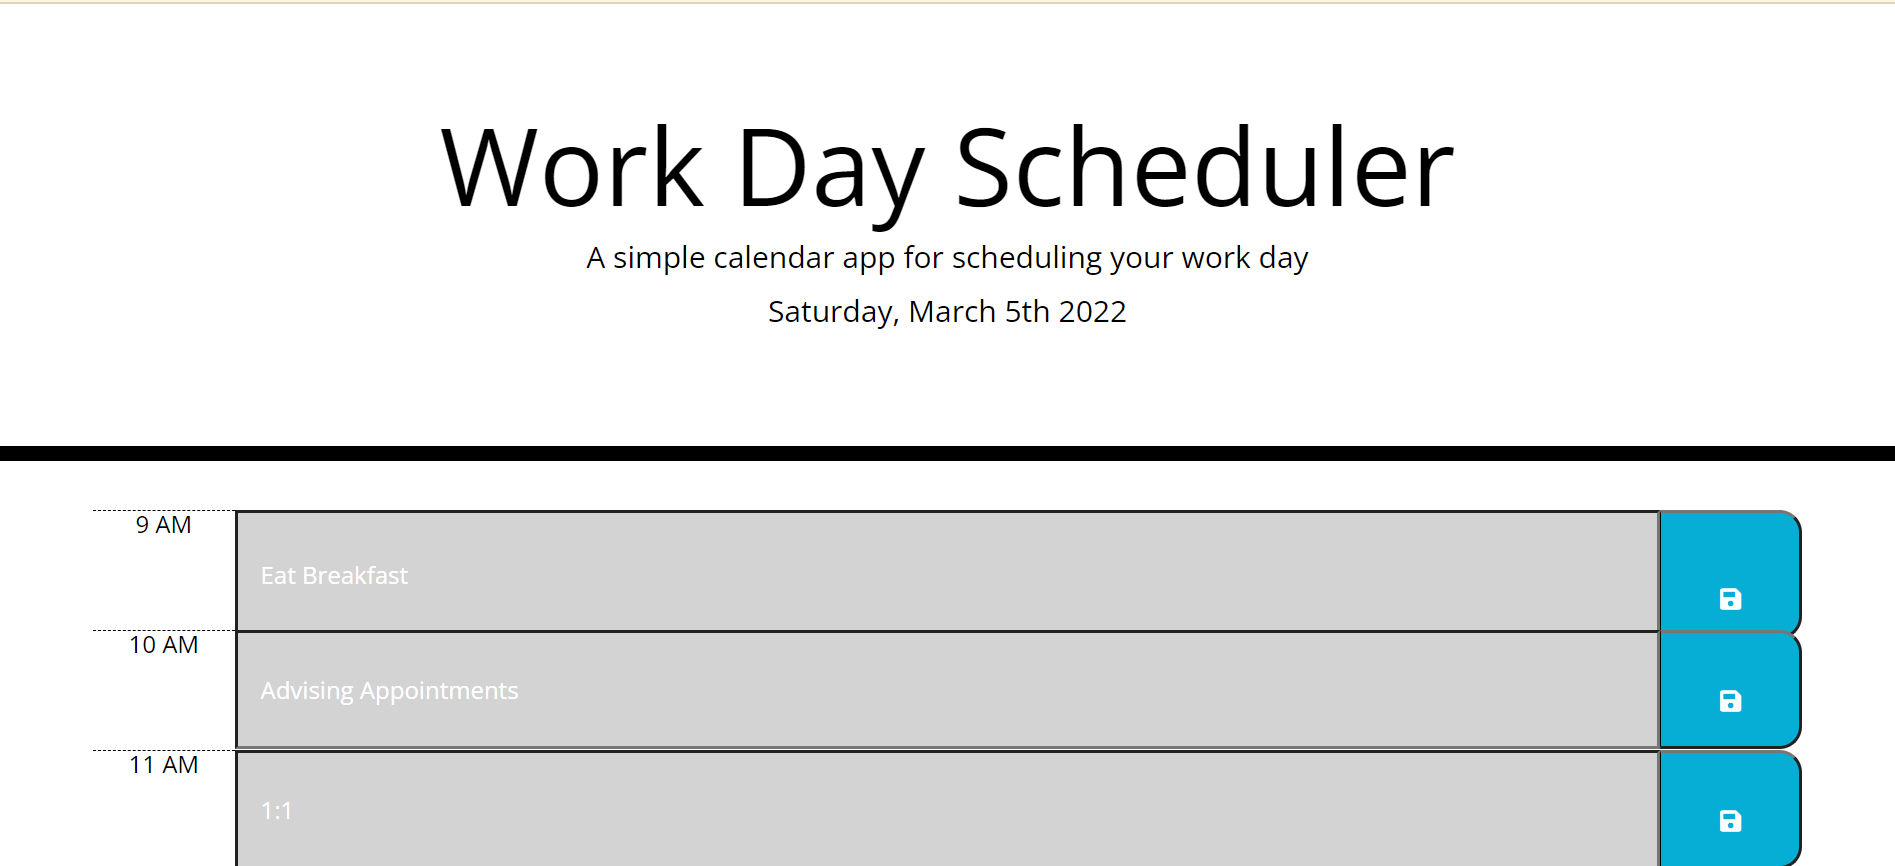 Work Day Scheduler
A simple calendar app for scheduling your work day
Saturday, March 5th 2022
9 AM
Eat Breakfast
10 AM
Advising Appointments
11 AM
1:1